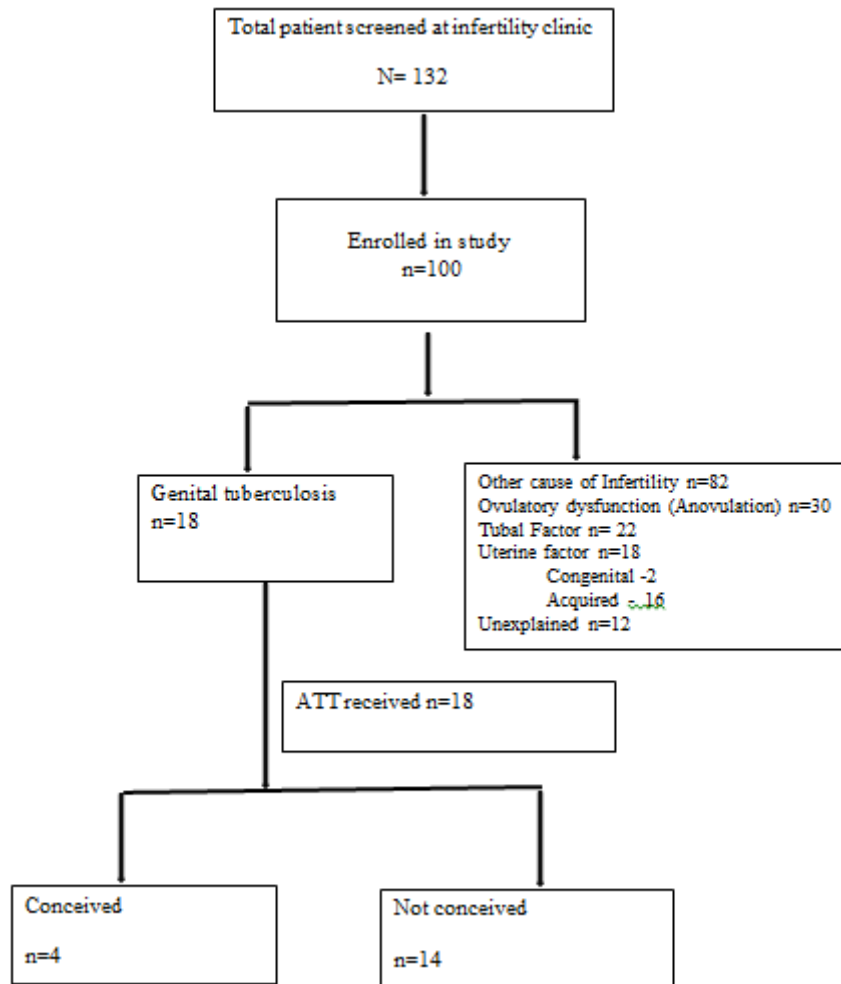 Total patient screened at infertility clinic
N= 132
Enrolled in study
n=100
Genital tuberculosis
n=18
Other cause of Infertility n=82
Ovulatory dysfunction (Anovulation) n=30
Tubal Factor n= 22
Uterine factor n=18
Congenital -2
Acquired - 16
Unexplained n=12
ATT received n=18
Conceived
n=4
Not conceived
n=14